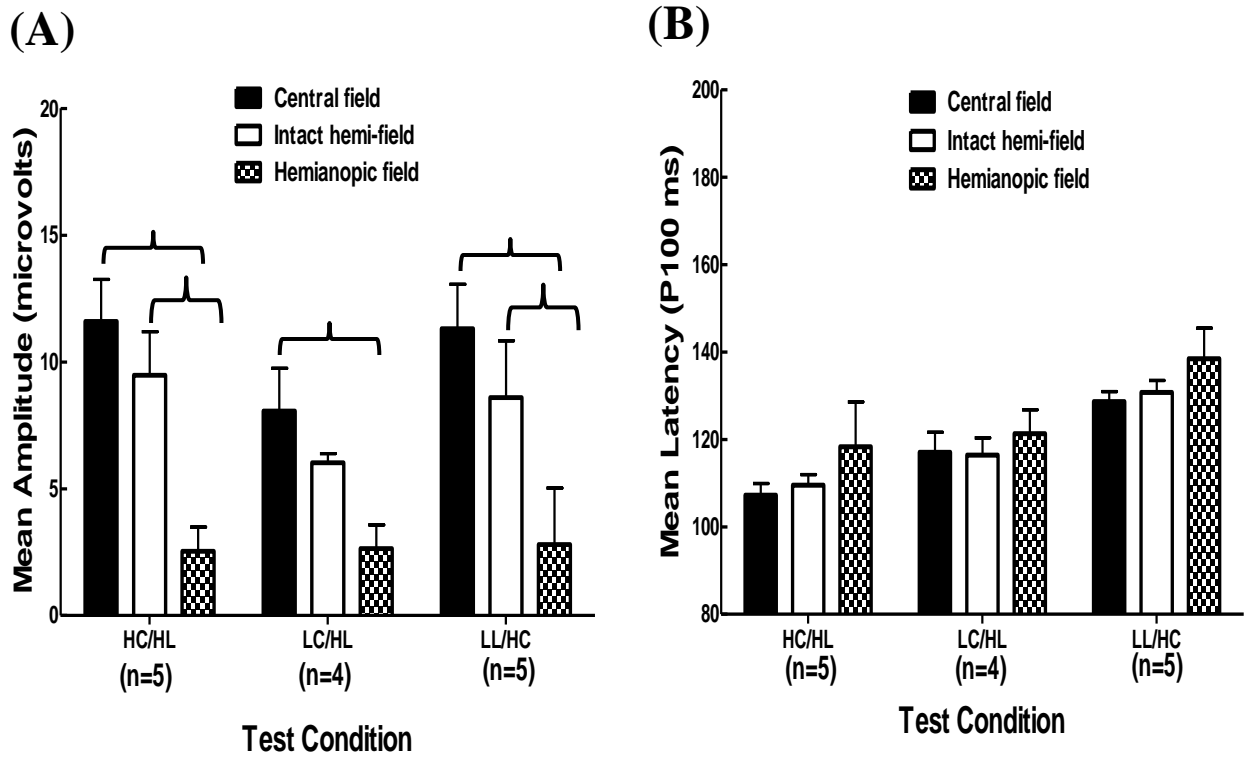 (A)
Central field
Intact hemi-field
Hemianopic field
Mean Amplitude (microvolts)
20
15
10
5
0
HC/HL
LC/HL
LL/HC
(n=5)
(n=4)
(n=5)
Test Condition
(B)
Central field
Intact hemi-field
Hemianopic field
Mean Latency (P100 ms)
200
180
160
140
120
100
80
HC/HL
LC/HL
LL/HC
(n=5)
(n=4)
(n=5)
Test Condition